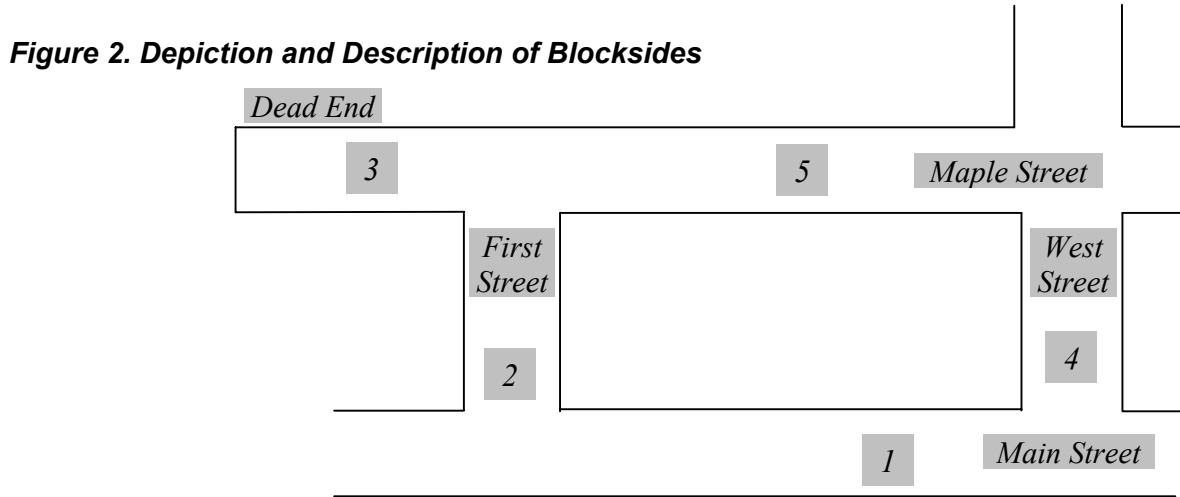 Figure 2. Depiction and Description of Blocksides
Dead End
3
5
Maple Street
First
Street
West
Street
2
4
1
Main Street